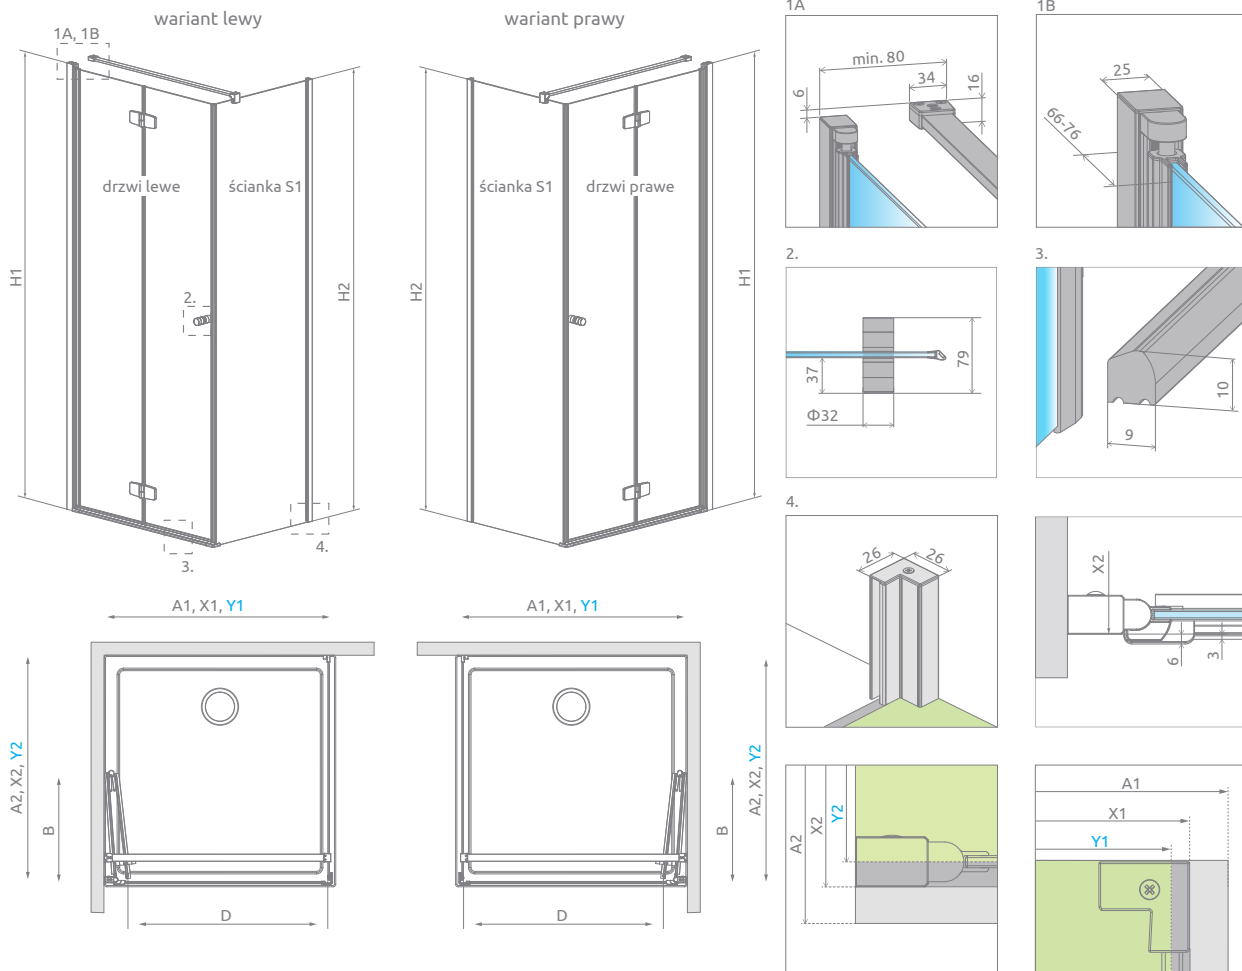 wariant lewy
wariant prawy
1A
1B
1A, 1B
drzwi lewe
ścianka S1
H1
H2
2.
3.
4.
ścianka S1
drzwi prawe
H2
H1
min. 80
34
16
6
25
66-76
2.
37
79
Φ32
3.
10
9
4.
26
26
X2
6
3
A1, X1, Y1
A2, X2, Y2
B
D
A1, X1, Y1
A2, X2, Y2
B
D
A2
X2
Y2
A1
X1
Y1